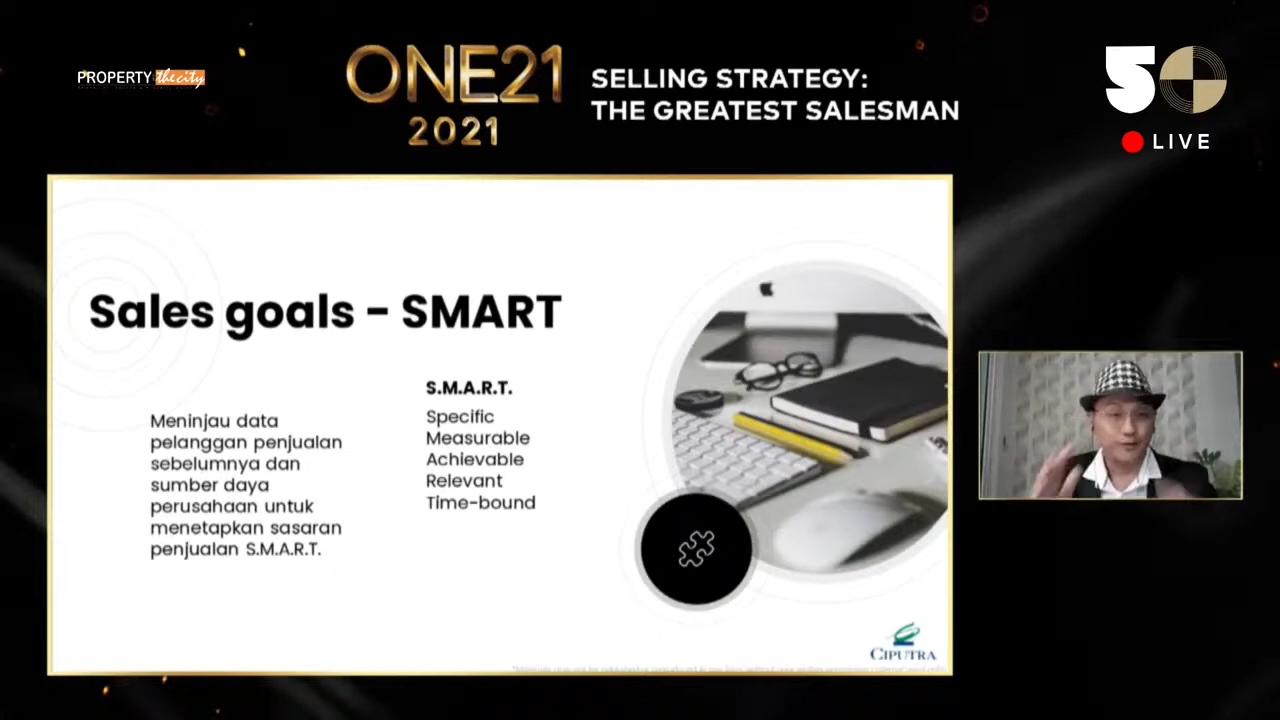 PROPERTY the city
ONE21
2021
SELLING STRATEGY:
THE GREATEST SALESMAN
50
LIVE
Sales goals - SMART
Meninjau data
pelanggan penjualan
sebelumnya dan
sumber daya
perusahaan untuk
menetapkan sasaran
penjualan S.M.A.R.T.
S.M.A.R.T.
Specific
Measurable
Achievable
Relevant
Time-bound
CIPUTRA